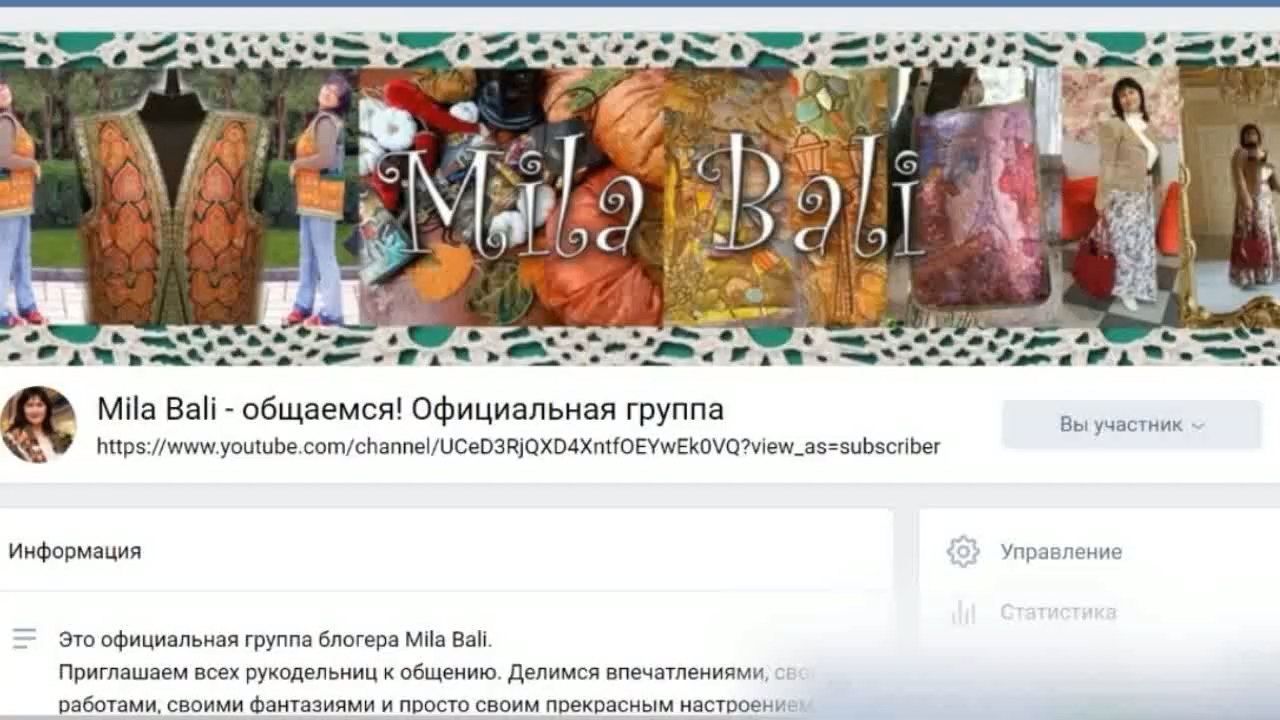 Mila Bali
Mila Bali - общаемся! Официальная группа
https://www.youtube.com/channel/UCeD3RjQXD4XntfOEYwEk0VQ?view_as=subscriber
Вы участник
Информация
Управление
Статистика
Это официальная группа блогера Mila Bali.
Приглашаем всех рукодельниц к общению. Делимся впечатлениями,
работами, своими фантазиями и просто своим прекрасным настроением